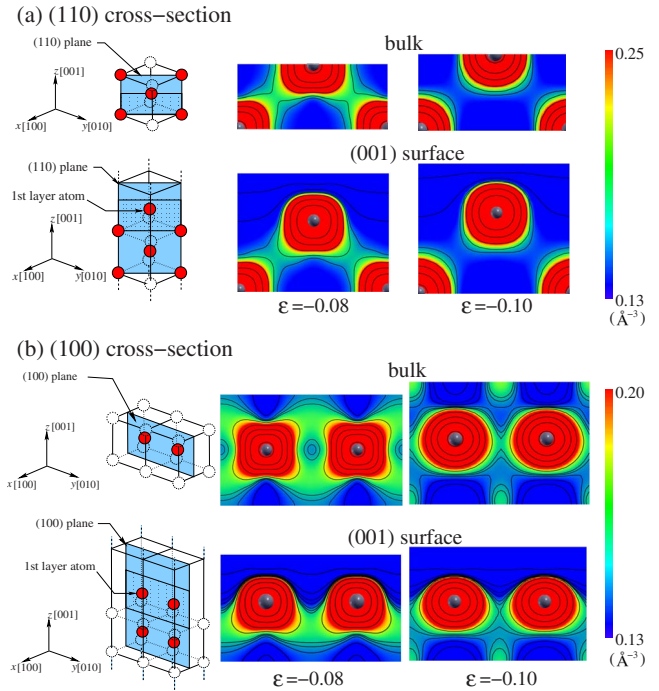 (a) (110) cross−section
bulk
(110) plane
z[001]
x[100]
y[010]
0.25
(001) surface
(110) plane
1st layer atom
z[001]
x[100]
y[010]
ε=−0.08
ε=−0.10
0.13
(Å⁻³)
(b) (100) cross−section
bulk
(100) plane
z[001]
x[100]
y[010]
0.20
(001) surface
(100) plane
1st layer atom
z[001]
x[100]
y[010]
ε=−0.08
ε=−0.10
0.13
(Å⁻³)